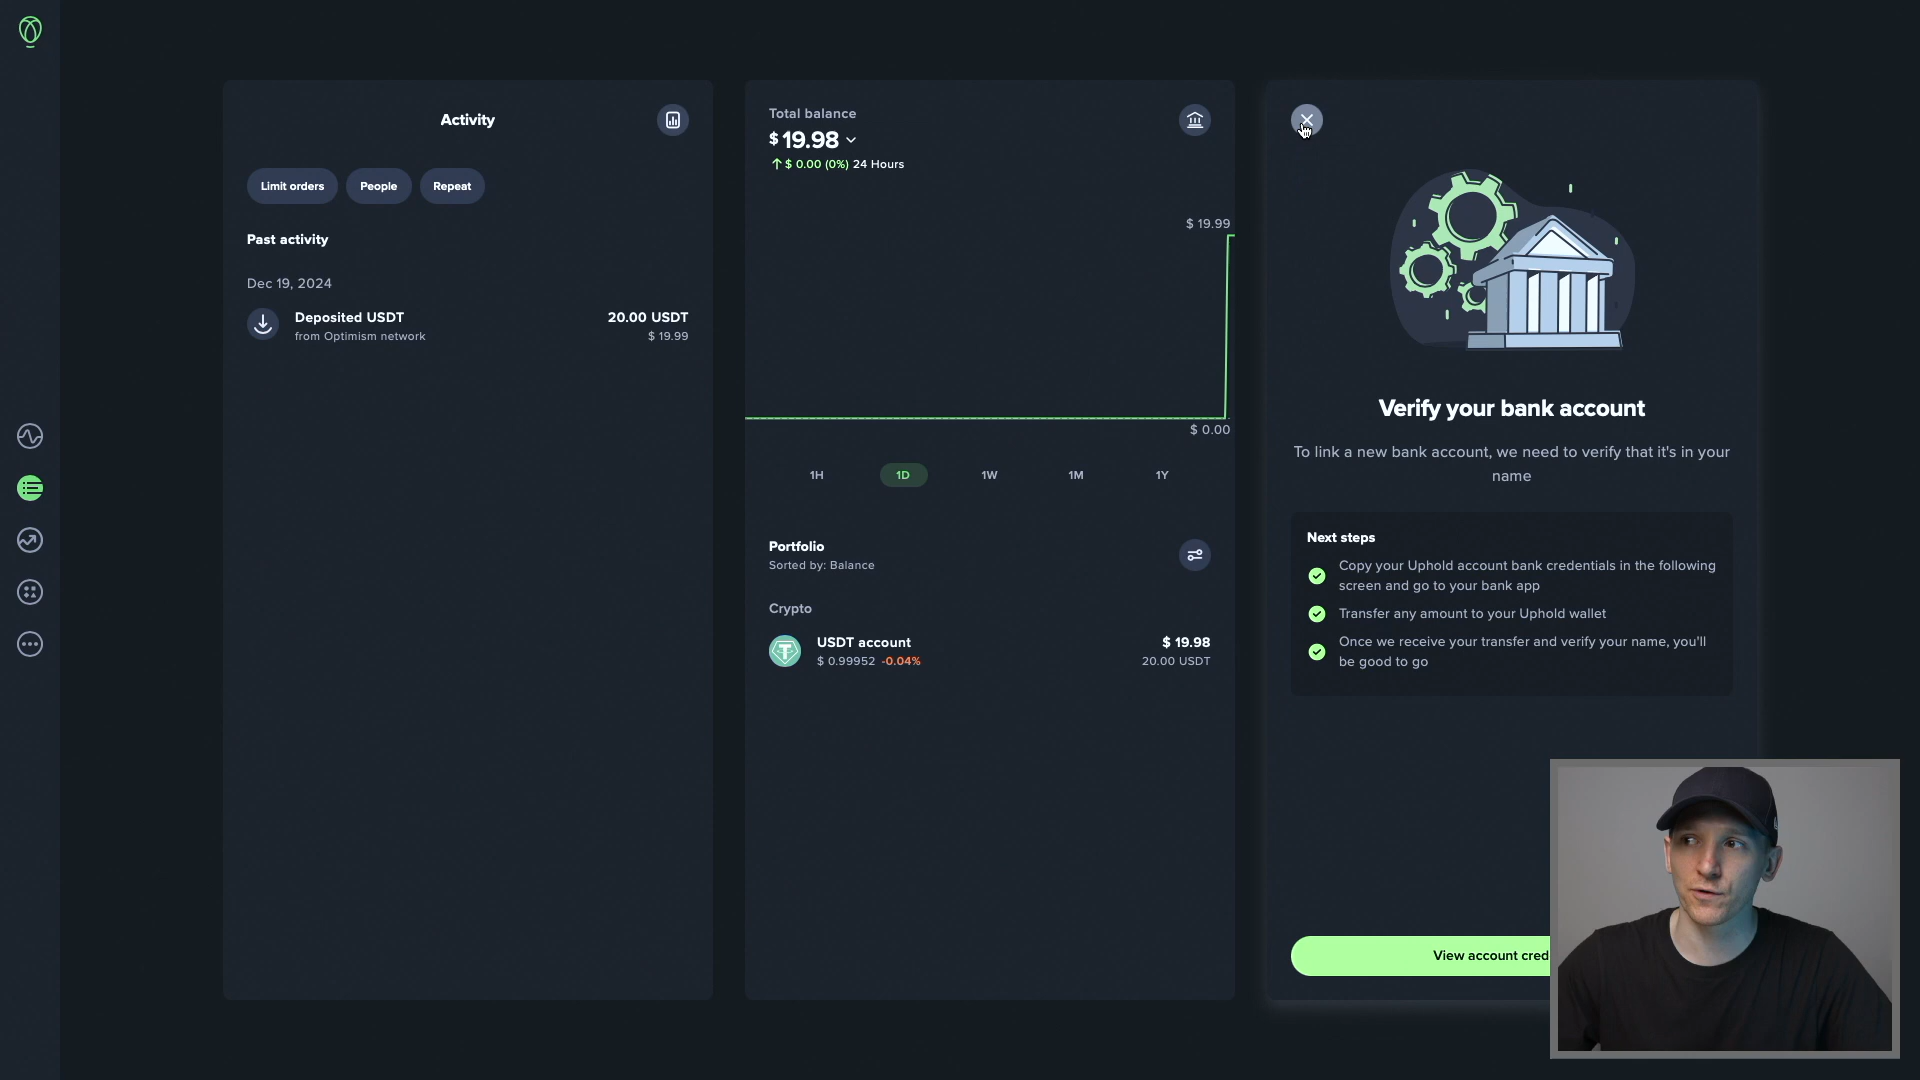 Activity
Limit orders
People
Repeat
Past activity
Dec 19, 2024
Deposited USDT
20.00 USDT
from Optimism network
$ 19.99
Total balance
$ 19.98
$ 0.00 (0%) 24 Hours
$ 19.99
$ 0.00
1H
1D
1W
1M
1Y
Portfolio
Sorted by: Balance
Crypto
USDT account
$ 19.98
$ 0.99952 -0.04%
20.00 USDT
Verify your bank account
To link a new bank account, we need to verify that it's in your
name
Next steps
Copy your Uphold account bank credentials in the following
screen and go to your bank app
Transfer any amount to your Uphold wallet
Once we receive your transfer and verify your name, you'll
be good to go
View account cred